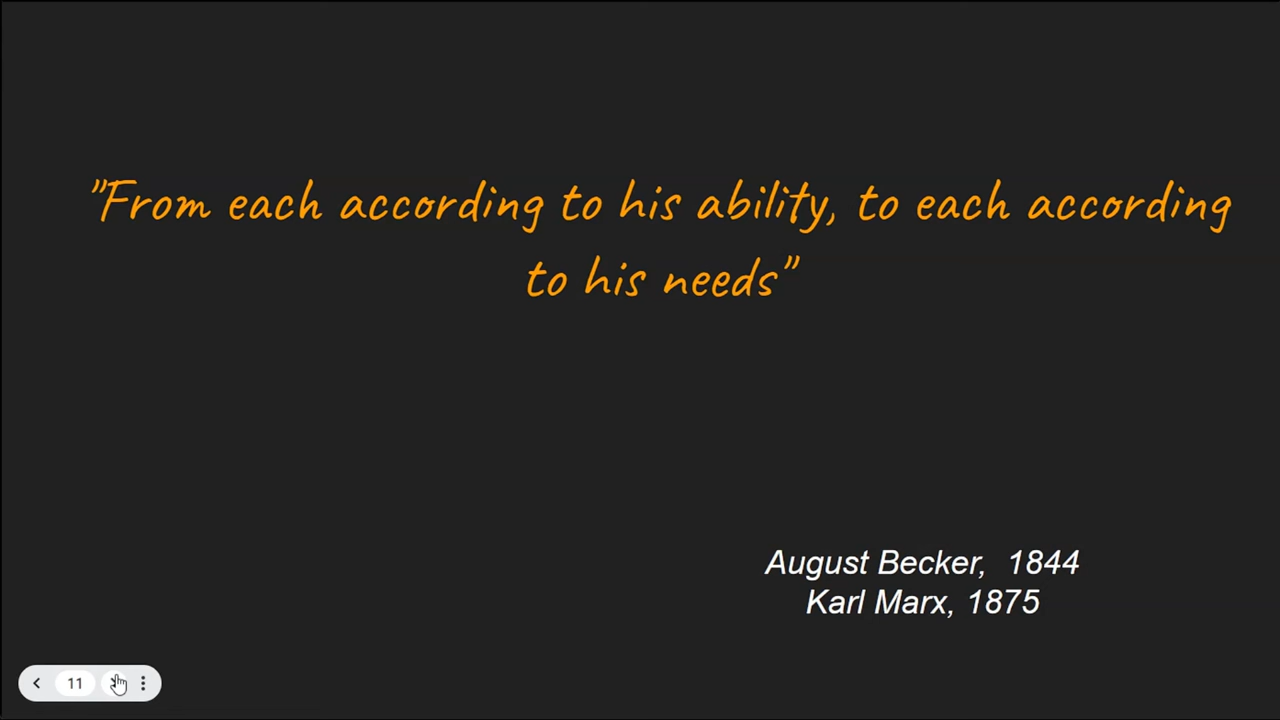 "From each according to his ability, to each according
to his needs"
August Becker,  1844
Karl Marx, 1875
11